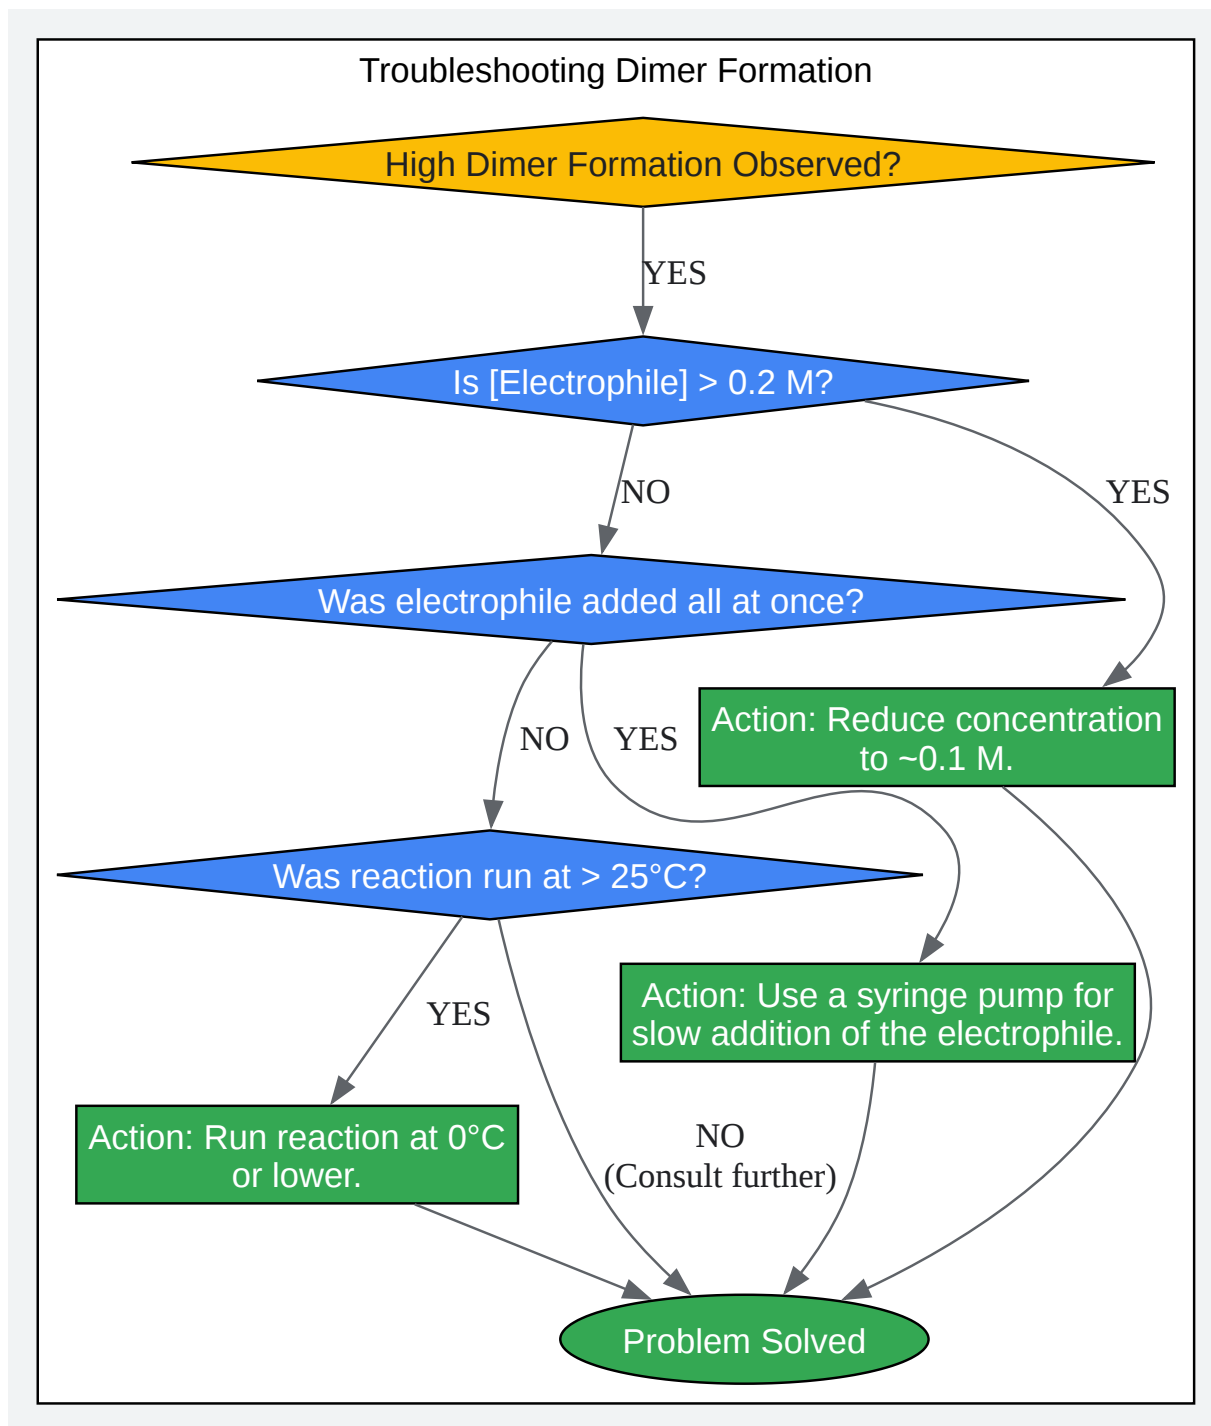 Troubleshooting Dimer Formation
High Dimer Formation Observed?
YES
Is [Electrophile] > 0.2 M?
NO
YES
Was electrophile added all at once?
Action: Reduce concentration
to ~0.1 M.
NO
YES
Was reaction run at > 25°C?
Action: Use a syringe pump for
slow addition of the electrophile.
YES
Action: Run reaction at 0°C
or lower.
NO
(Consult further)
Problem Solved